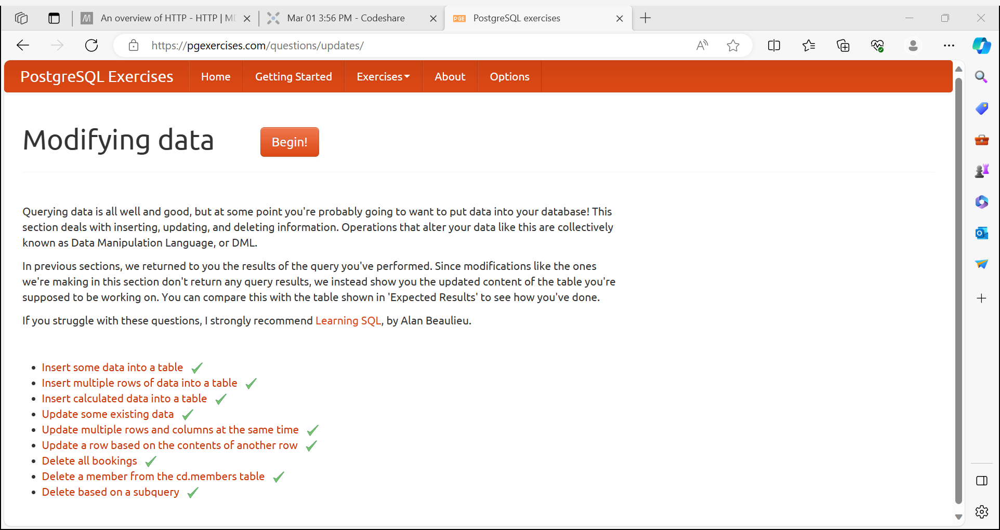 An overview of HTTP - HTTP | M
Mar 01 3:56 PM - Codeshare
PGE PostgreSQL exercises
https://pgexercises.com/questions/updates/
PostgreSQL Exercises
Home
Getting Started
Exercises
About
Options
Modifying data
Begin!
Querying data is all well and good, but at some point you're probably going to want to put data into your database! This
section deals with inserting, updating, and deleting information. Operations that alter your data like this are collectively
known as Data Manipulation Language, or DML.
In previous sections, we returned to you the results of the query you've performed. Since modifications like the ones
we're making in this section don't return any query results, we instead show you the updated content of the table you're
supposed to be working on. You can compare this with the table shown in 'Expected Results' to see how you've done.
If you struggle with these questions, I strongly recommend Learning SQL, by Alan Beaulieu.
Insert some data into a table
Insert multiple rows of data into a table
Insert calculated data into a table
Update some existing data
Update multiple rows and columns at the same time
Update a row based on the contents of another row
Delete all bookings
Delete a member from the cd.members table
Delete based on a subquery